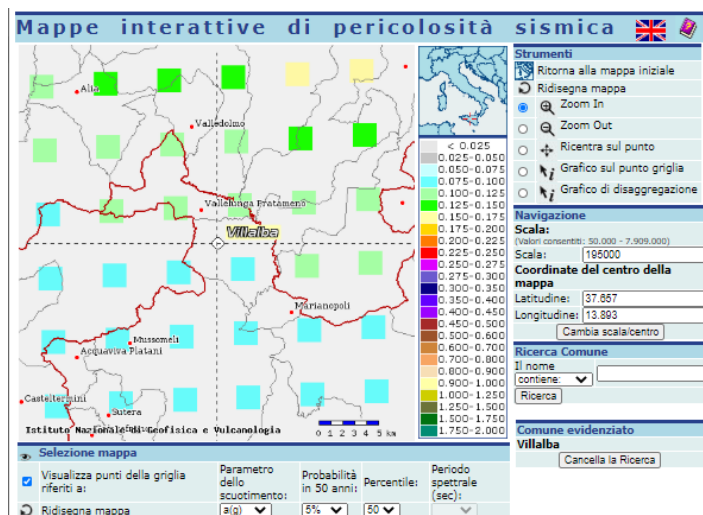 Mappe interattive di pericolosità sismica
Alia
Valledolmo
Vallelunga Pratameno
Villalba
Marianopoli
Mussomeli
Acquaviva Platani
Casteltermini
Sutera
Istituto Nazionale di Geofisica e Vulcanologia
0 1 2 3 4 5 km
< 0.025
0.025-0.050
0.050-0.075
0.075-0.100
0.100-0.125
0.125-0.150
0.150-0.175
0.175-0.200
0.200-0.225
0.225-0.250
0.250-0.275
0.275-0.300
0.300-0.350
0.350-0.400
0.400-0.450
0.450-0.500
0.500-0.600
0.600-0.700
0.700-0.800
0.800-0.900
0.900-1.000
1.000-1.250
1.250-1.500
1.500-1.750
1.750-2.000
Strumenti
Ritorna alla mappa iniziale
Ridisegna mappa
Zoom In
Zoom Out
Ricentra sul punto
Grafico sul punto griglia
Grafico di disaggregazione
Navigazione
Scala:
(Valori consentiti: 50.000 - 7.909.000)
Scala: 195000
Coordinate del centro della
mappa
Latitudine: 37.657
Longitudine: 13.893
Cambia scala/centro
Ricerca Comune
Il nome
contiene:
Ricerca
Comune evidenziato
Villalba
Cancella la Ricerca
Selezione mappa
Visualizza punti della griglia
riferiti a:
Parametro
dello
scuotimento:
Probabilità
in 50 anni:
Percentile:
Periodo
spettrale
(sec):
Ridisegna mappa
a(g)
5%
50